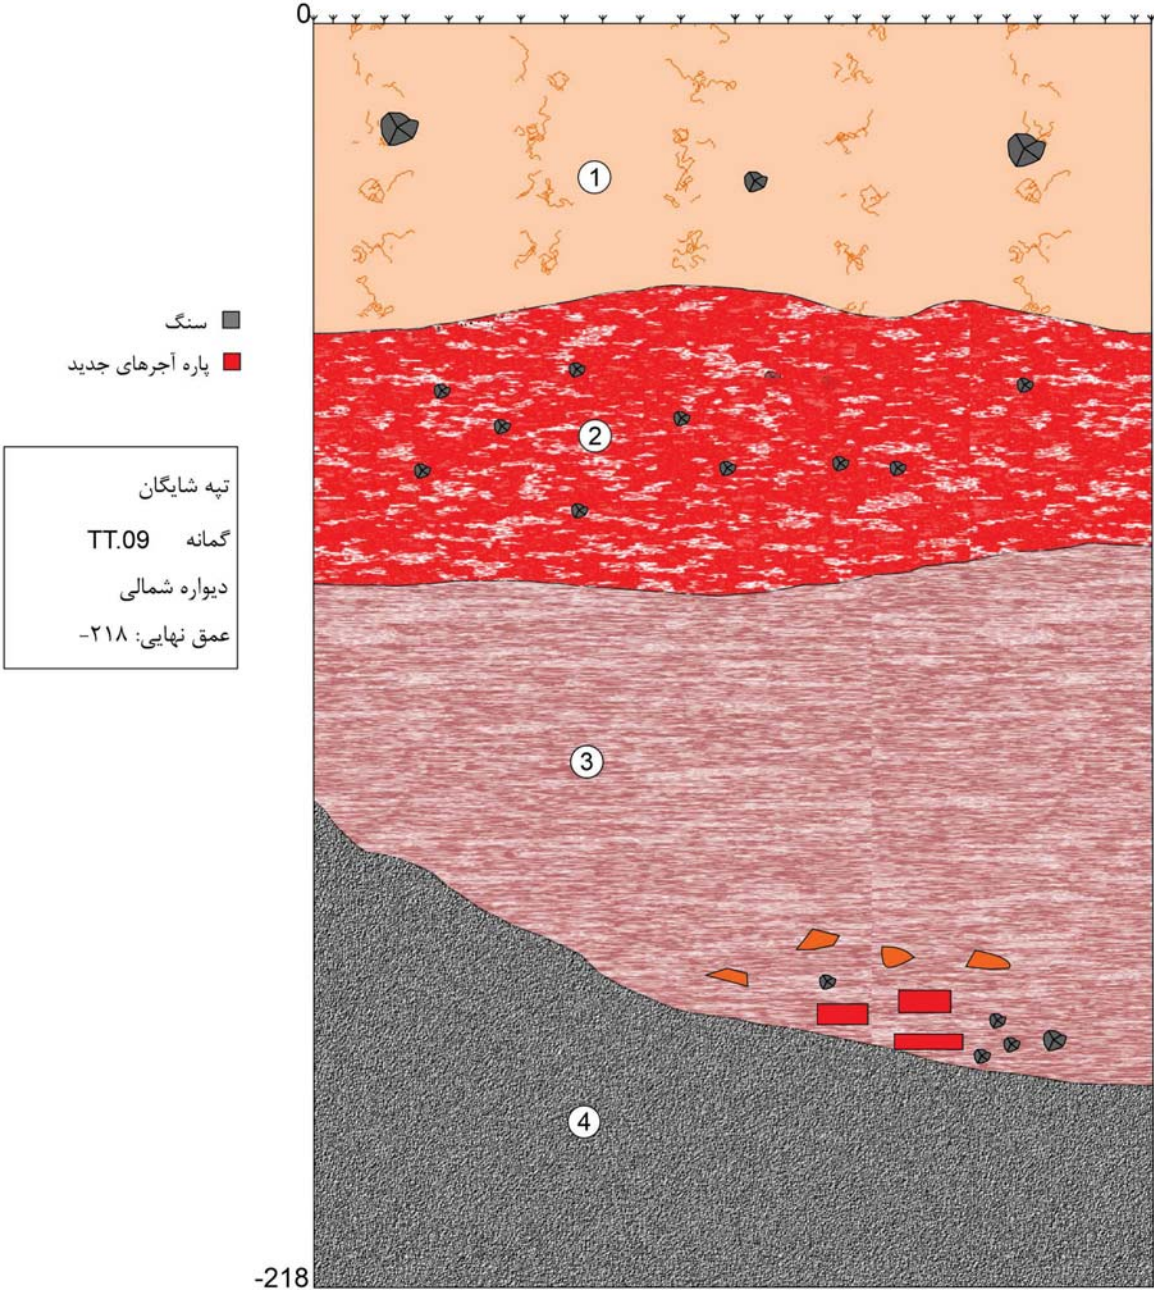 0
1
سنگ
پاره آجرهای جدید
2
تپه شایگان
گمانه TT.09
دیواره شمالی
عمق نهایی: ۲۱۸-
3
4
-218